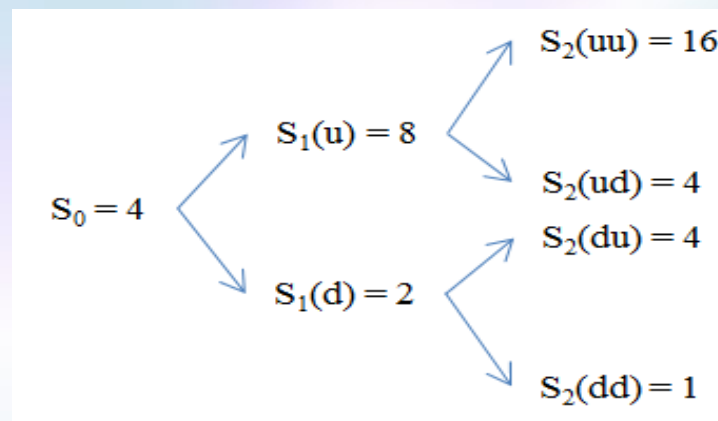 S₂(uu) = 16
S₁(u) = 8
S₂(ud) = 4
S₀ = 4
S₂(du) = 4
S₁(d) = 2
S₂(dd) = 1